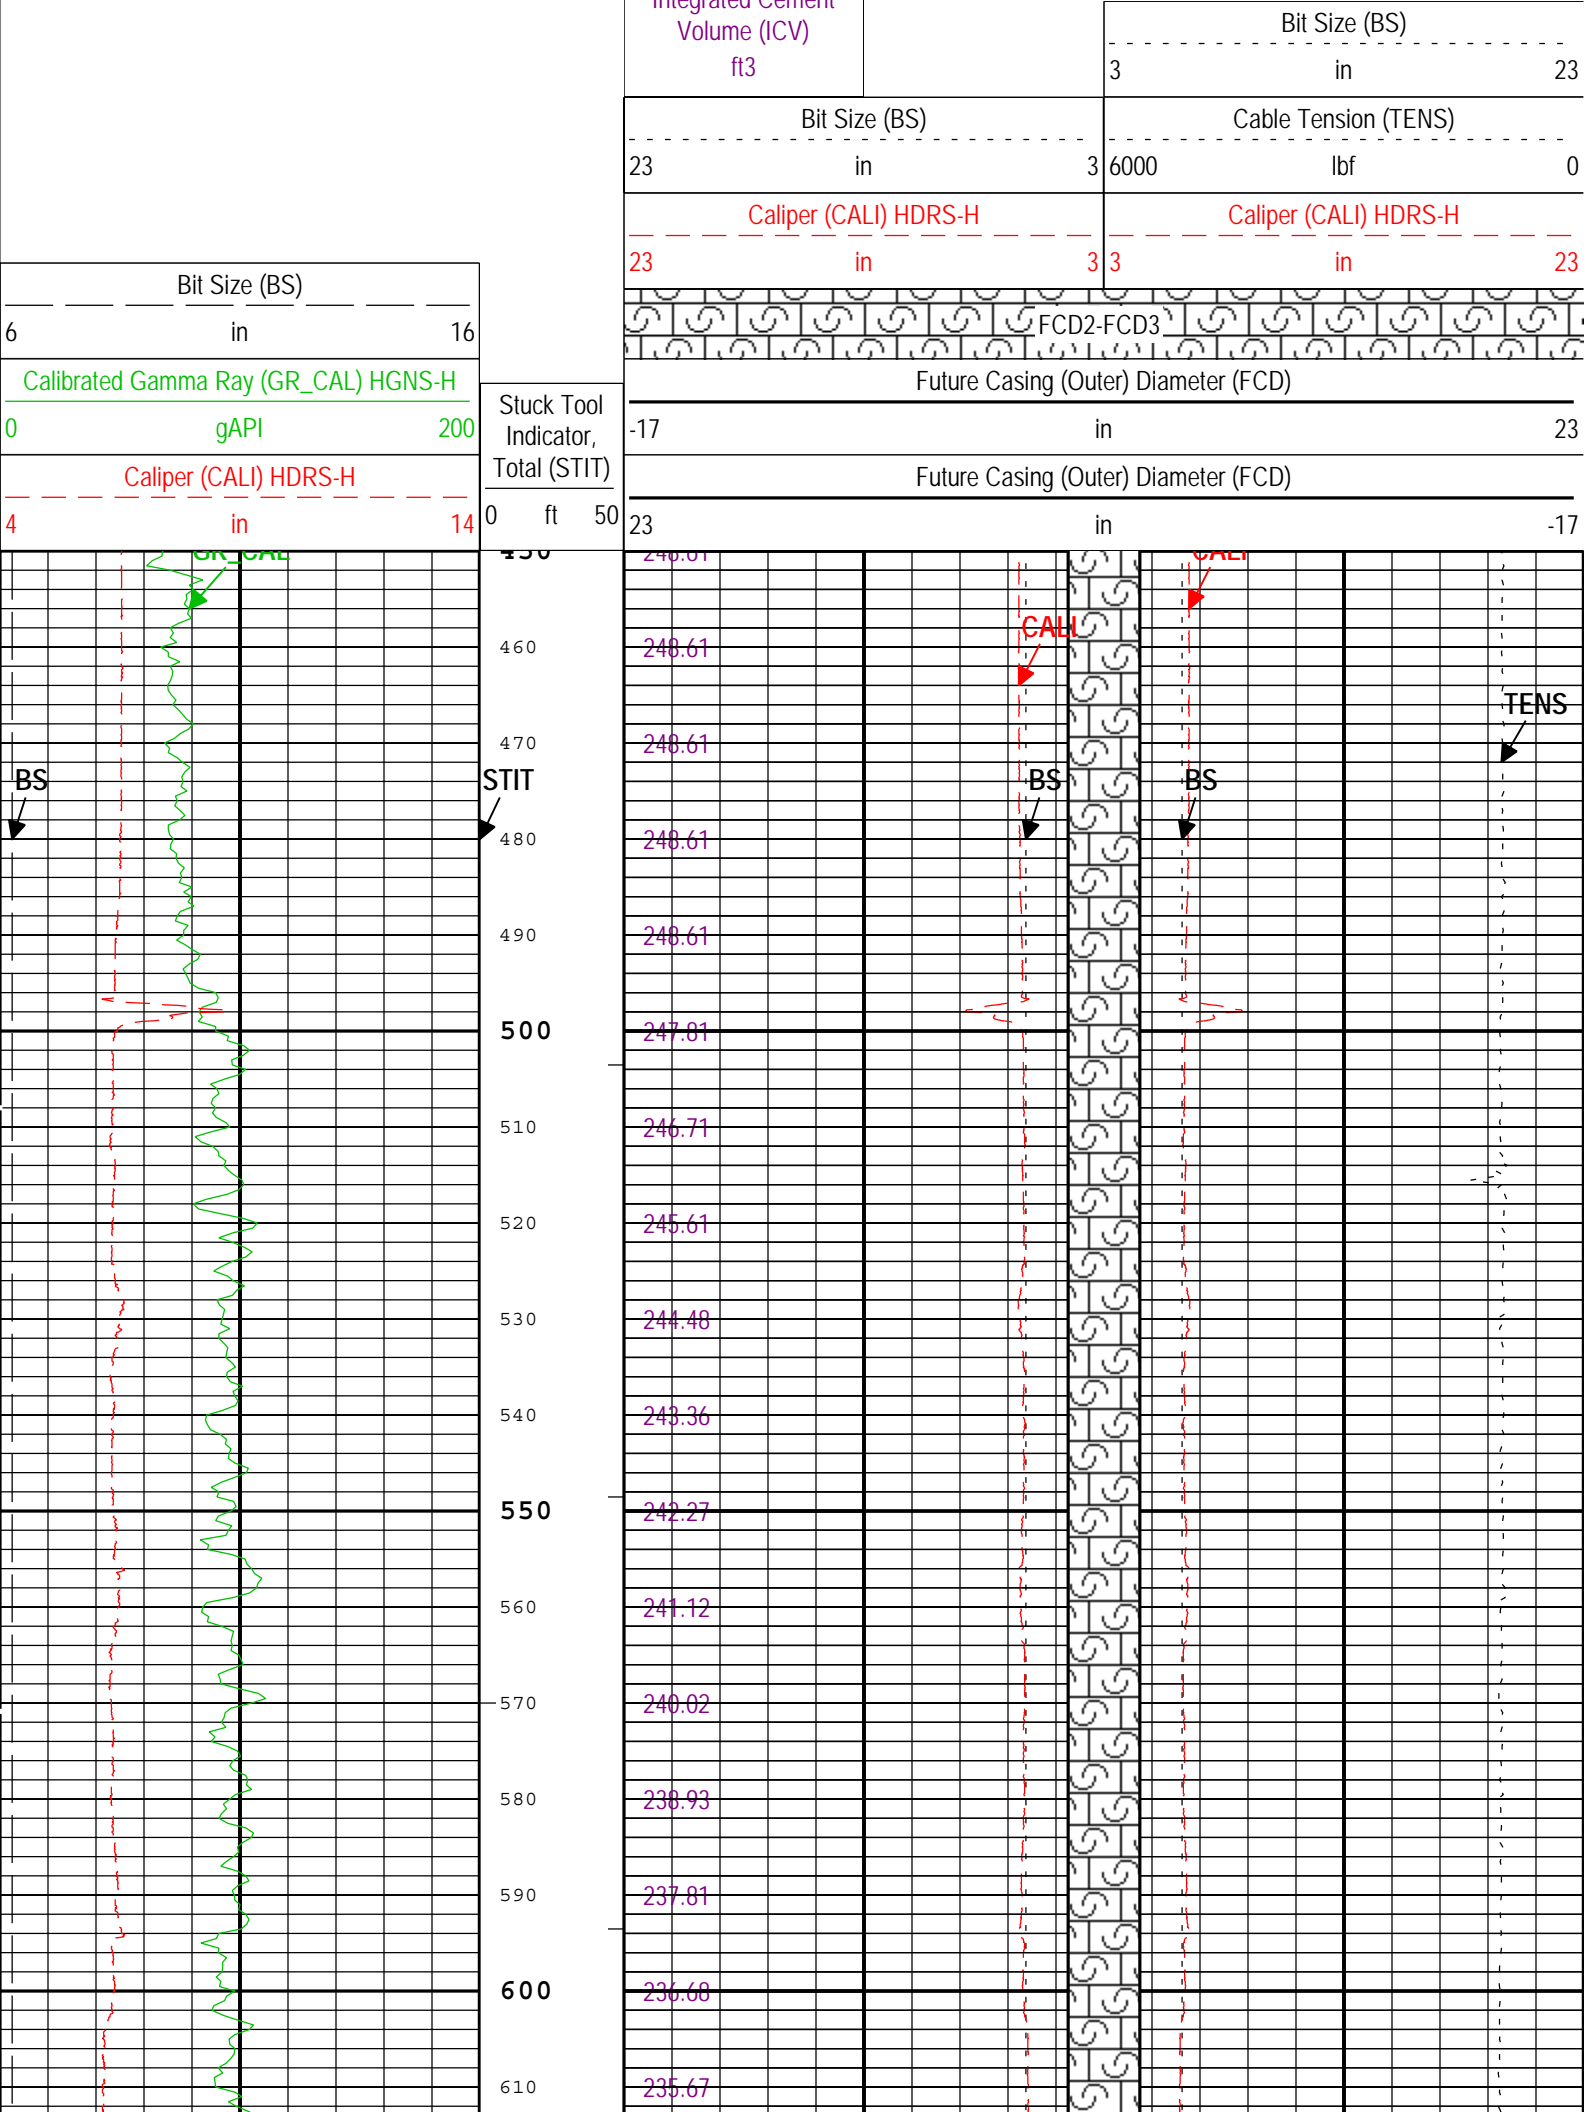 Integrated Cement
Volume (ICV)
ft3
Bit Size (BS)
3 in 23
Bit Size (BS)
23 in 3
Cable Tension (TENS)
6000 lbf 0
Caliper (CALI) HDRS-H
23 in 3
Caliper (CALI) HDRS-H
3 in 23
FCD2-FCD3
Bit Size (BS)
6 in 16
Calibrated Gamma Ray (GR_CAL) HGNS-H
0 gAPI 200
Caliper (CALI) HDRS-H
4 in 14
Stuck Tool
Indicator,
Total (STIT)
0 ft 50
Future Casing (Outer) Diameter (FCD)
-17 in 23
Future Casing (Outer) Diameter (FCD)
23 in -17
GR_CAL
450
248.61
CALI
CALI
460 248.61
TENS
470 248.61
BS
STIT
BS
BS
480 248.61
490 248.61
500 247.81
510 246.71
520 245.61
530 244.48
540 243.36
550 242.27
560 241.12
570 240.02
580 238.93
590 237.81
600 236.68
610 235.67